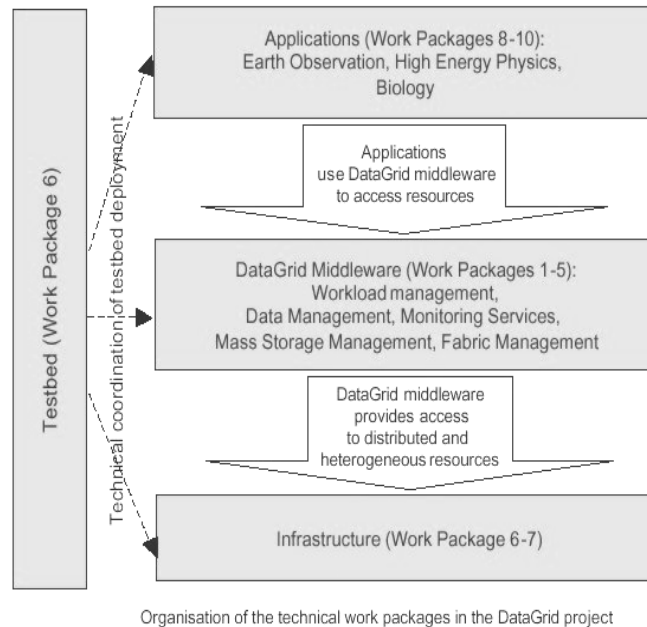 Testbed (Work Package 6)
Technical coordination of testbed deployment
Applications (Work Packages 8-10):
Earth Observation, High Energy Physics,
Biology
Applications
use DataGrid middleware
to access resources
DataGrid Middleware (Work Packages 1-5):
Workload management,
Data Management, Monitoring Services,
Mass Storage Management, Fabric Management
DataGrid middleware
provides access
to distributed and
heterogeneous resources
Infrastructure (Work Package 6-7)
Organisation of the technical work packages in the DataGrid project